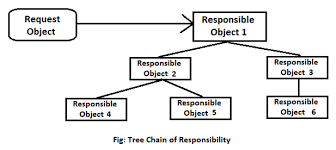 Request
Object
Responsible
Object 1
Responsible
Object 2
Responsible
Object 3
Responsible
Object 4
Responsible
Object 5
Responsible
Object 6
Fig: Tree Chain of Responsibility